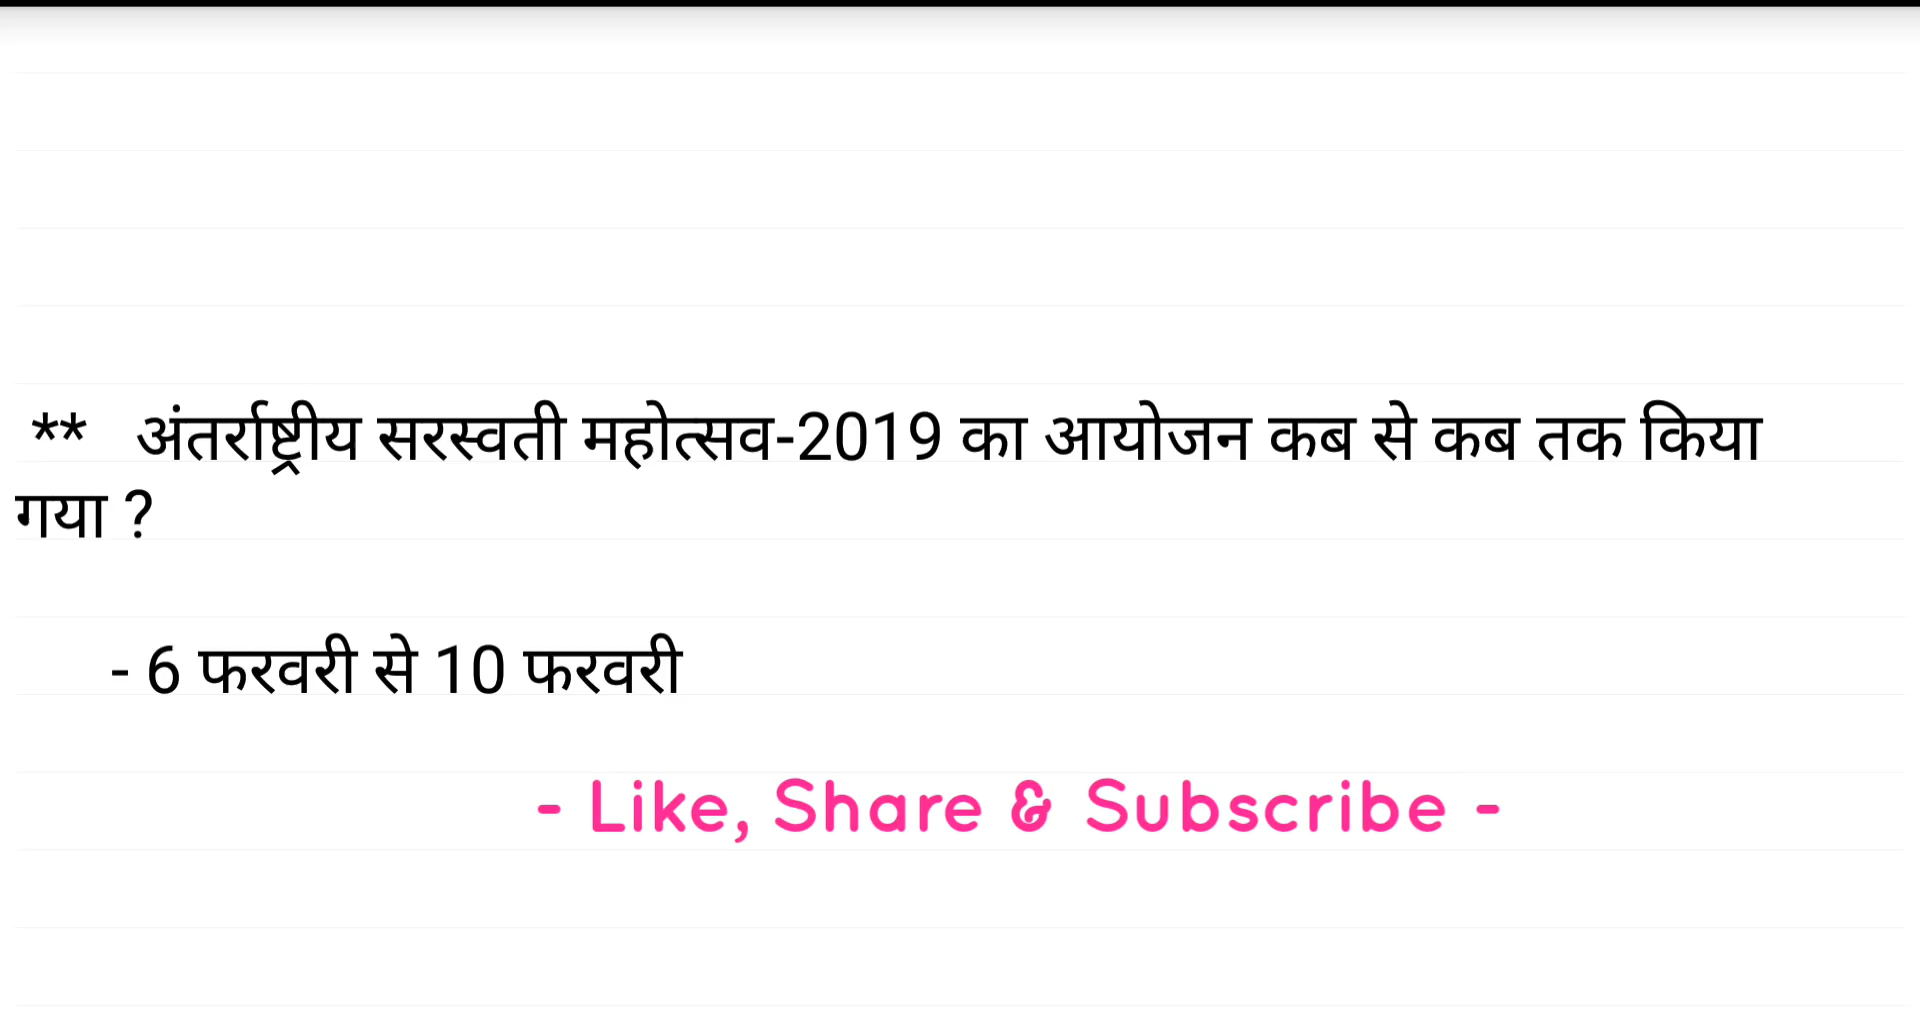 ** अंतर्राष्ट्रीय सरस्वती महोत्सव-2019 का आयोजन कब से कब तक किया
गया ?
- 6 फरवरी से 10 फरवरी
- Like, Share & Subscribe -